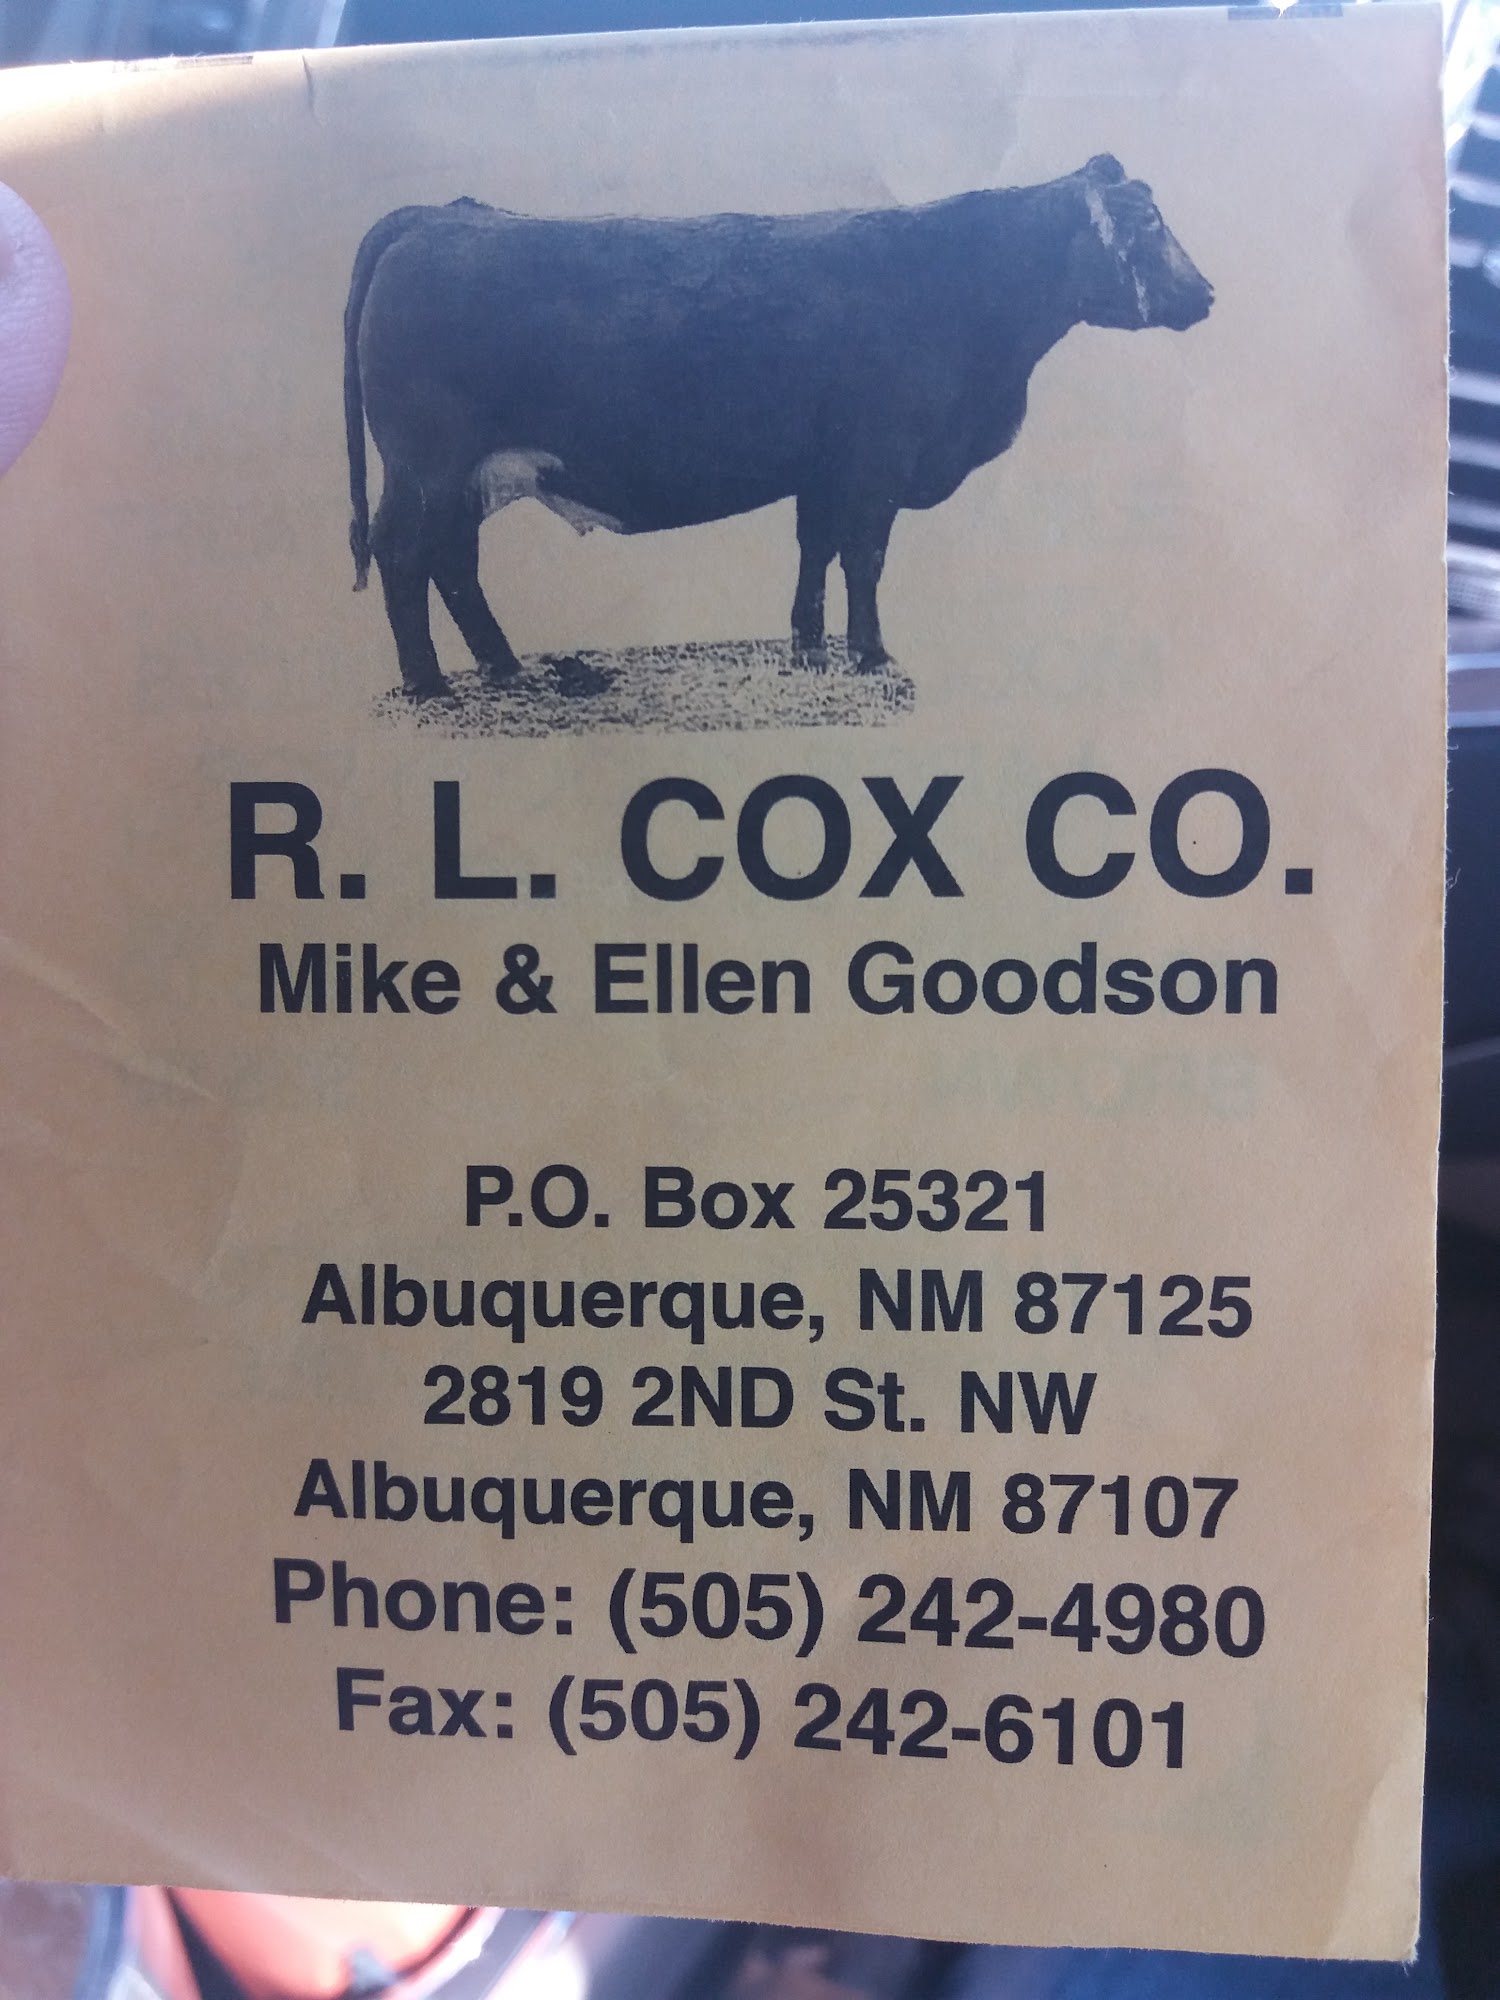 R. L. COX CO.
Mike & Ellen Goodson
P.O. Box 25321
Albuquerque, NM 87125
2819 2ND St. NW
Albuquerque, NM 87107
Phone: (505) 242-4980
Fax: (505) 242-6101